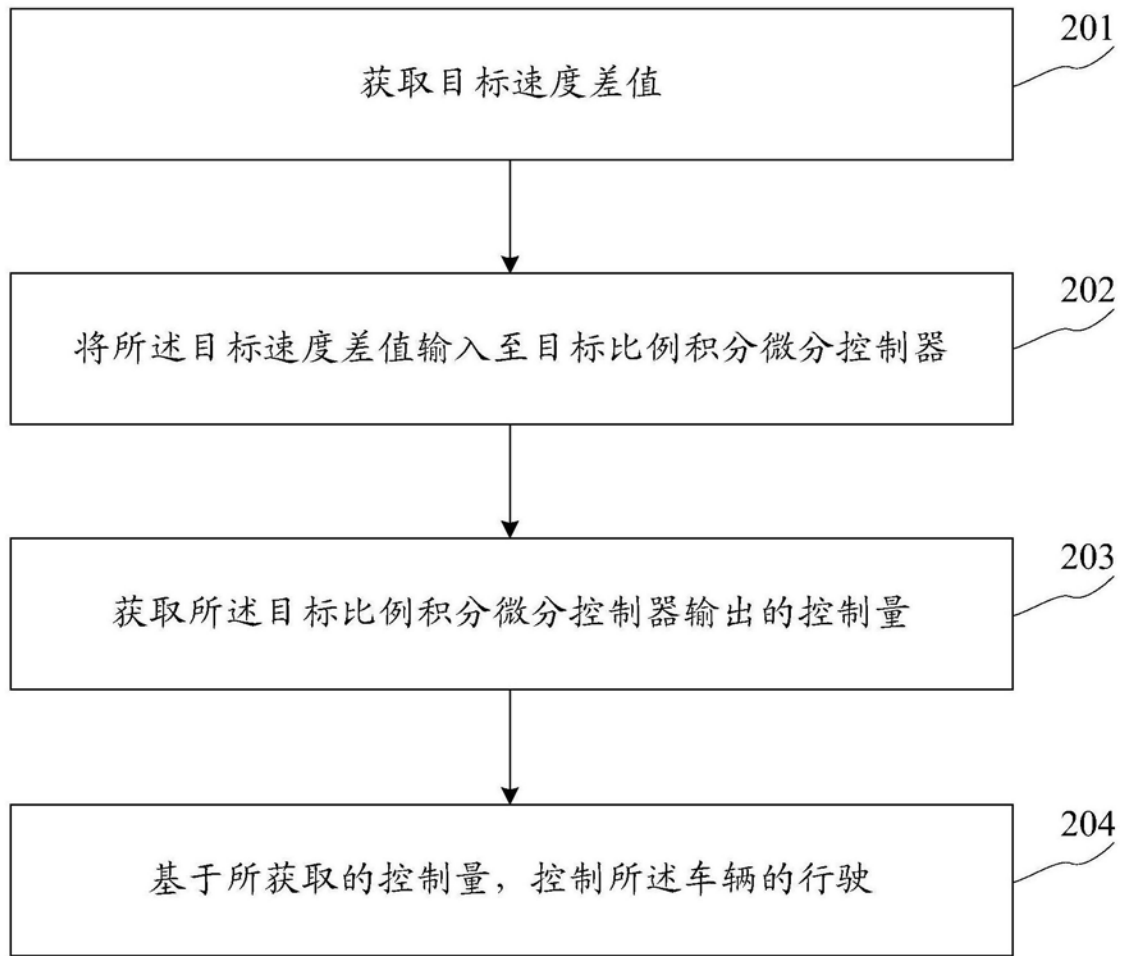 201
获取目标速度差值
202
将所述目标速度差值输入至目标比例积分微分控制器
203
获取所述目标比例积分微分控制器输出的控制量
204
基于所获取的控制量，控制所述车辆的行驶